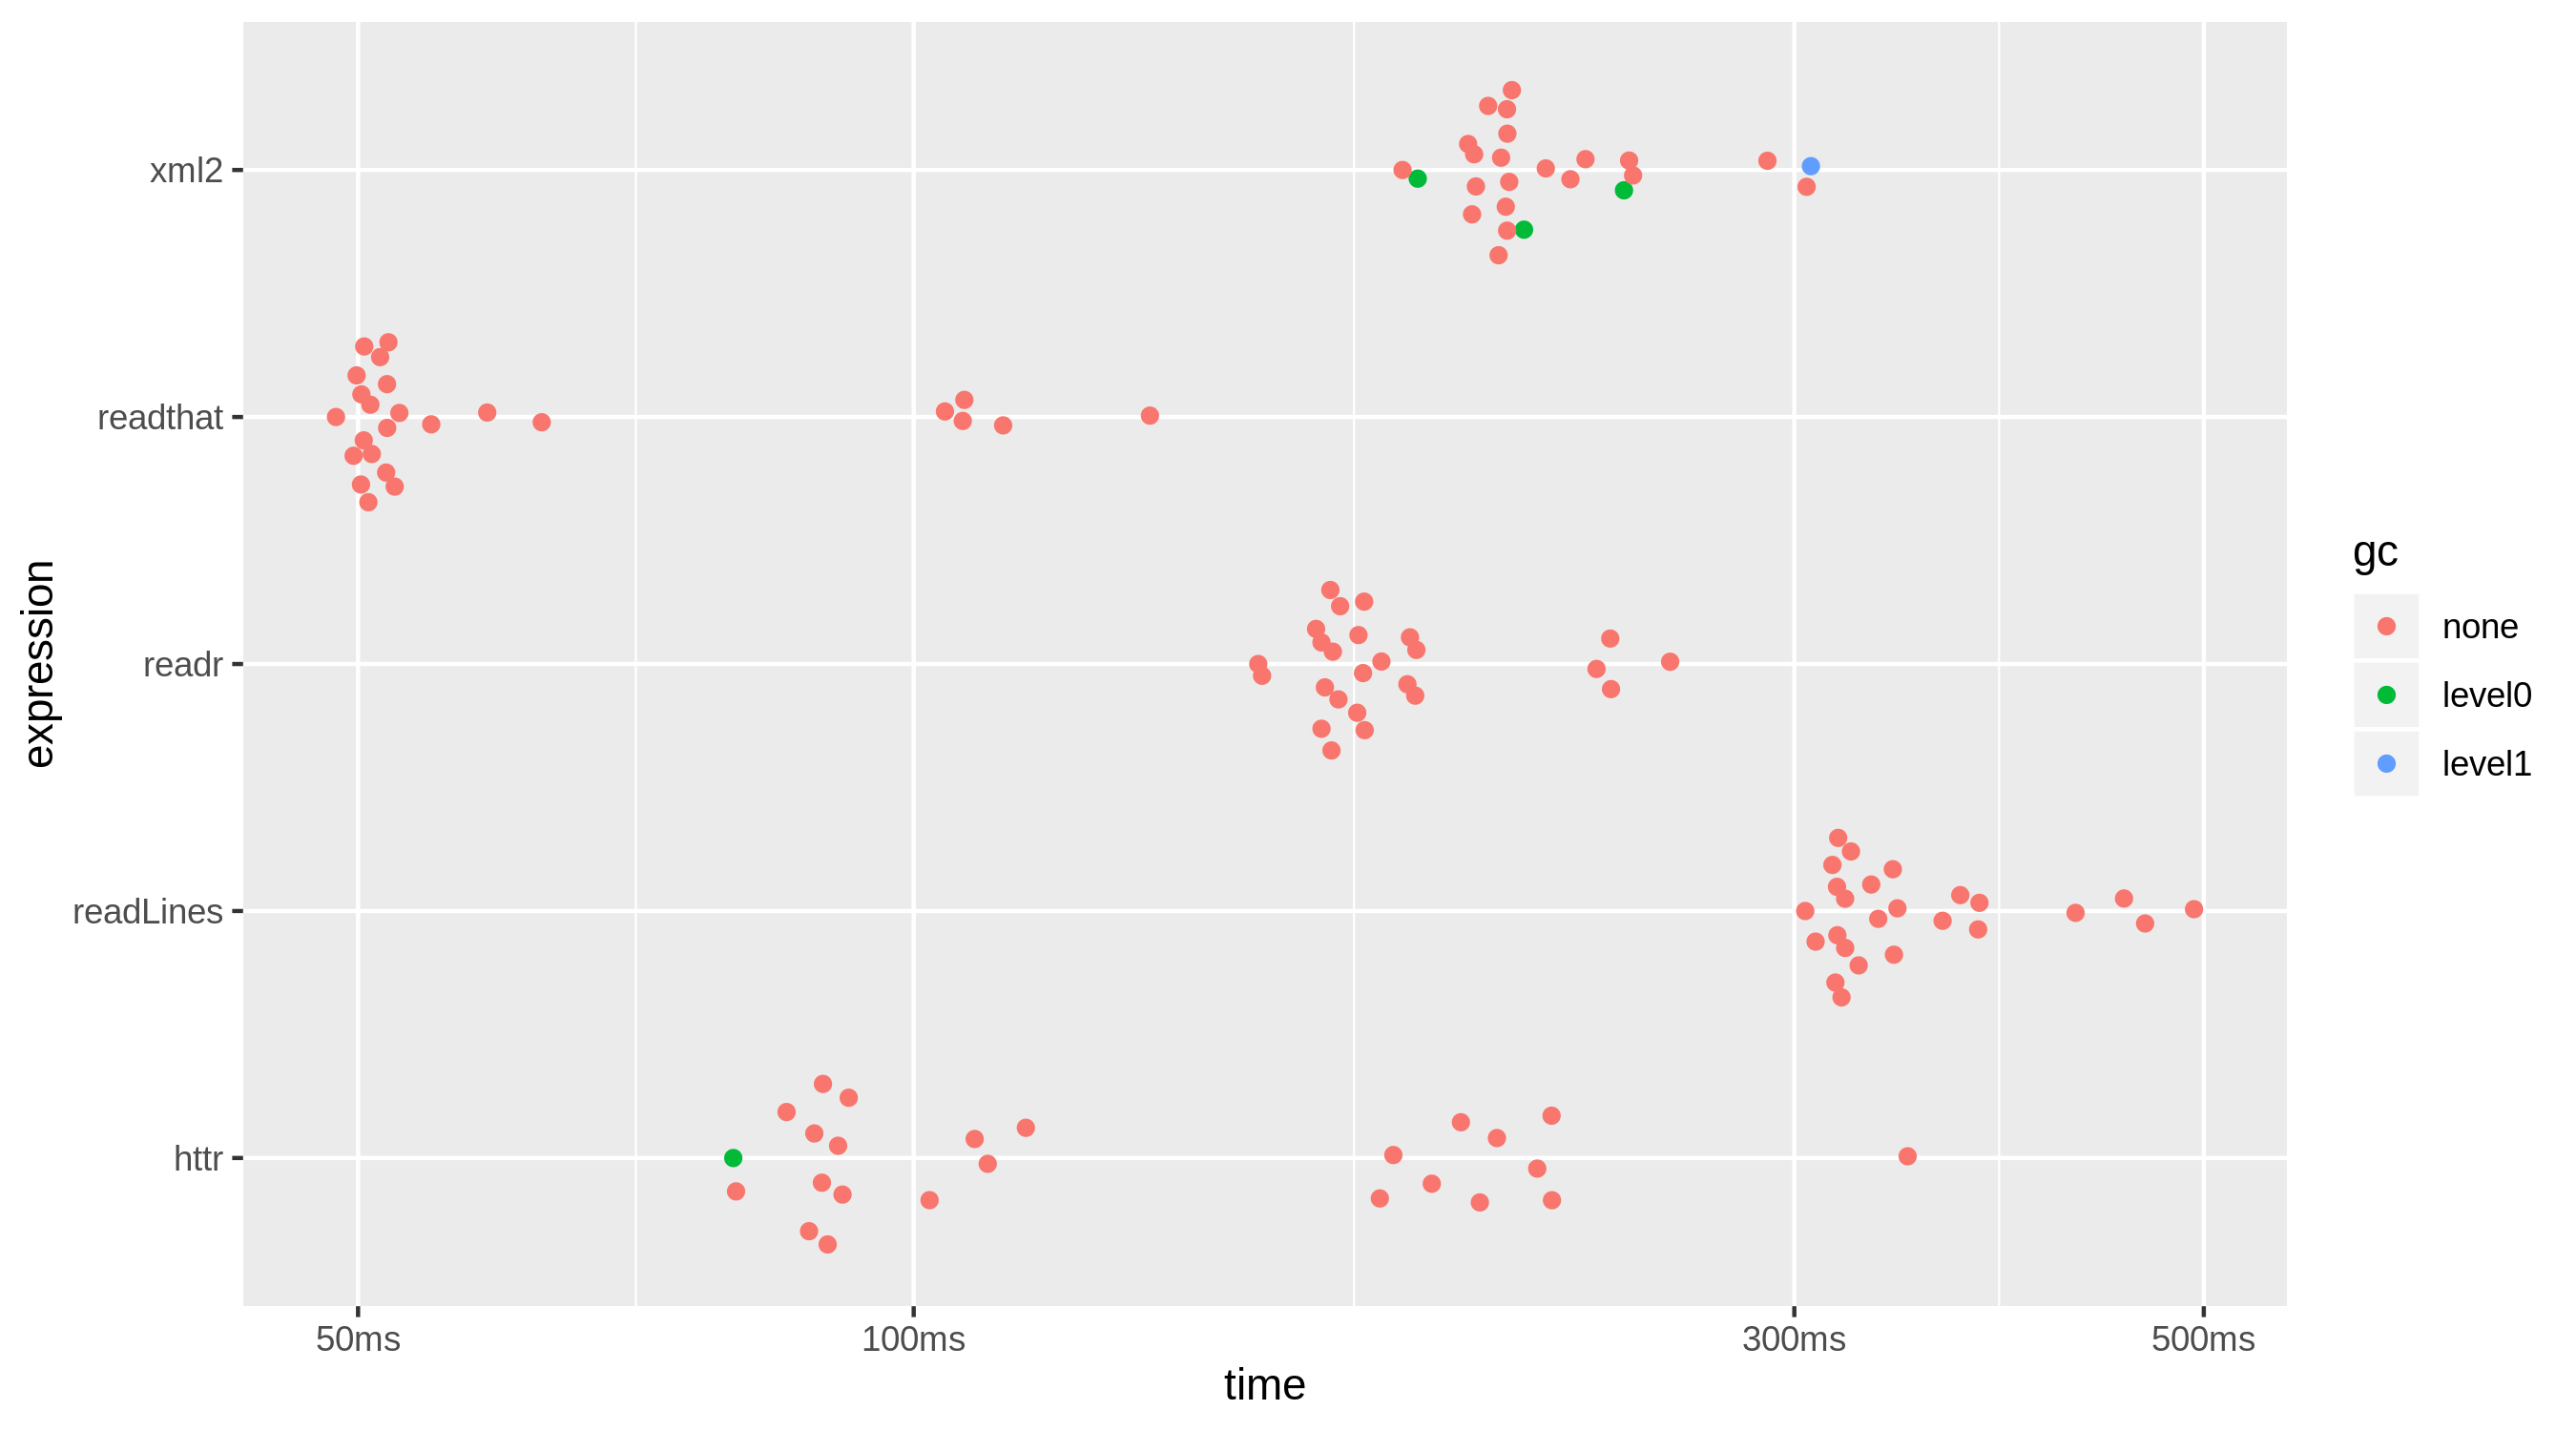 expression
xml2
readthat
readr
readLines
httr
50ms
100ms
300ms
500ms
time
gc
none
level0
level1